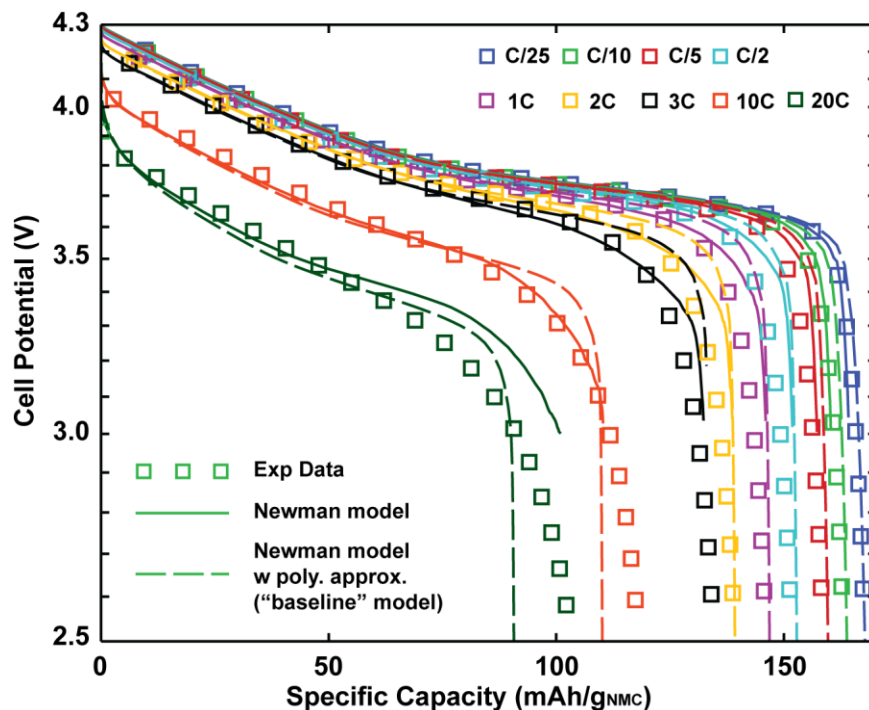 4.3
4.0
3.5
3.0
2.5
Cell Potential (V)
C/25 C/10 C/5 C/2
1C 2C 3C 10C 20C
Exp Data
Newman model
Newman model
w poly. approx.
(“baseline” model)
0 50 100 150
Specific Capacity (mAh/gNMC)